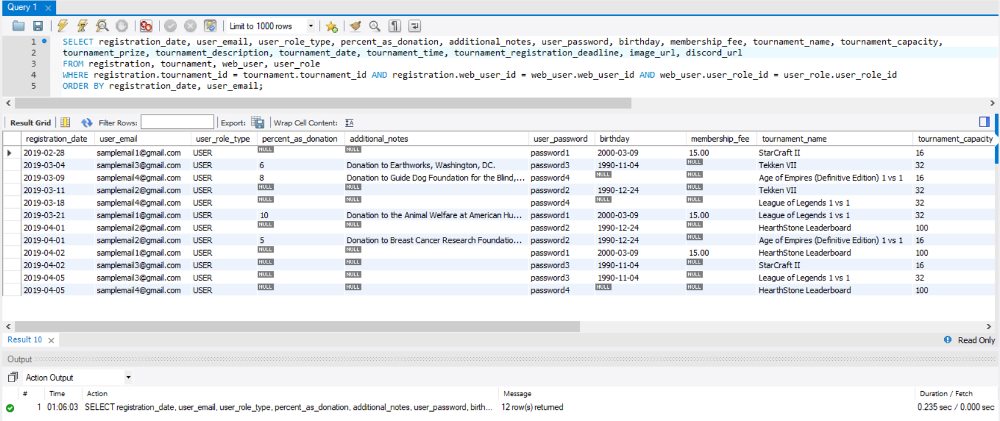 Query 1
Limit to 1000 rows
1 SELECT registration_date, user_email, user_role_type, percent_as_donation, additional_notes, user_password, birthday, membership_fee, tournament_name, tournament_capacity,
2 tournament_prize, tournament_description, tournament_date, tournament_time, tournament_registration_deadline, image_url, discord_url
3 FROM registration, tournament, web_user, user_role
4 WHERE registration.tournament_id = tournament.tournament_id AND registration.web_user_id = web_user.web_user_id AND web_user.user_role_id = user_role.user_role_id
5 ORDER BY registration_date, user_email;
Result Grid Filter Rows: Export: Wrap Cell Content:
registration_date user_email user_role_type percent_as_donation additional_notes user_password birthday membership_fee tournament_name tournament_capacity
2019-02-28 samplemail1@gmail.com USER NULL NULL password1 2000-03-09 15.00 StarCraft II 16
2019-03-04 samplemail3@gmail.com USER 6 Donation to Earthworks, Washington, DC. password3 1990-11-04 NULL Tekken VII 32
2019-03-09 samplemail4@gmail.com USER 8 Donation to Guide Dog Foundation for the Blind,... password4 NULL NULL Age of Empires (Definitive Edition) 1 vs 1 16
2019-03-11 samplemail2@gmail.com USER NULL NULL password2 1990-12-24 NULL Tekken VII 32
2019-03-18 samplemail4@gmail.com USER NULL NULL password4 NULL NULL League of Legends 1 vs 1 32
2019-03-21 samplemail1@gmail.com USER 10 Donation to the Animal Welfare at American Hu... password1 2000-03-09 15.00 League of Legends 1 vs 1 32
2019-04-01 samplemail2@gmail.com USER NULL NULL password2 1990-12-24 NULL HearthStone Leaderboard 100
2019-04-01 samplemail2@gmail.com USER 5 Donation to Breast Cancer Research Foundatio... password2 1990-12-24 NULL Age of Empires (Definitive Edition) 1 vs 1 16
2019-04-02 samplemail1@gmail.com USER NULL NULL password1 2000-03-09 15.00 HearthStone Leaderboard 100
2019-04-02 samplemail3@gmail.com USER NULL NULL password3 1990-11-04 NULL StarCraft II 16
2019-04-05 samplemail3@gmail.com USER NULL NULL password3 1990-11-04 NULL League of Legends 1 vs 1 32
2019-04-05 samplemail4@gmail.com USER NULL NULL password4 NULL NULL HearthStone Leaderboard 100
Result 10 Read Only
Output
Action Output
# Time Action Message Duration / Fetch
1 01:06:03 SELECT registration_date, user_email, user_role_type, percent_as_donation, additional_notes, user_password, birth... 12 row(s) returned 0.235 sec / 0.000 sec